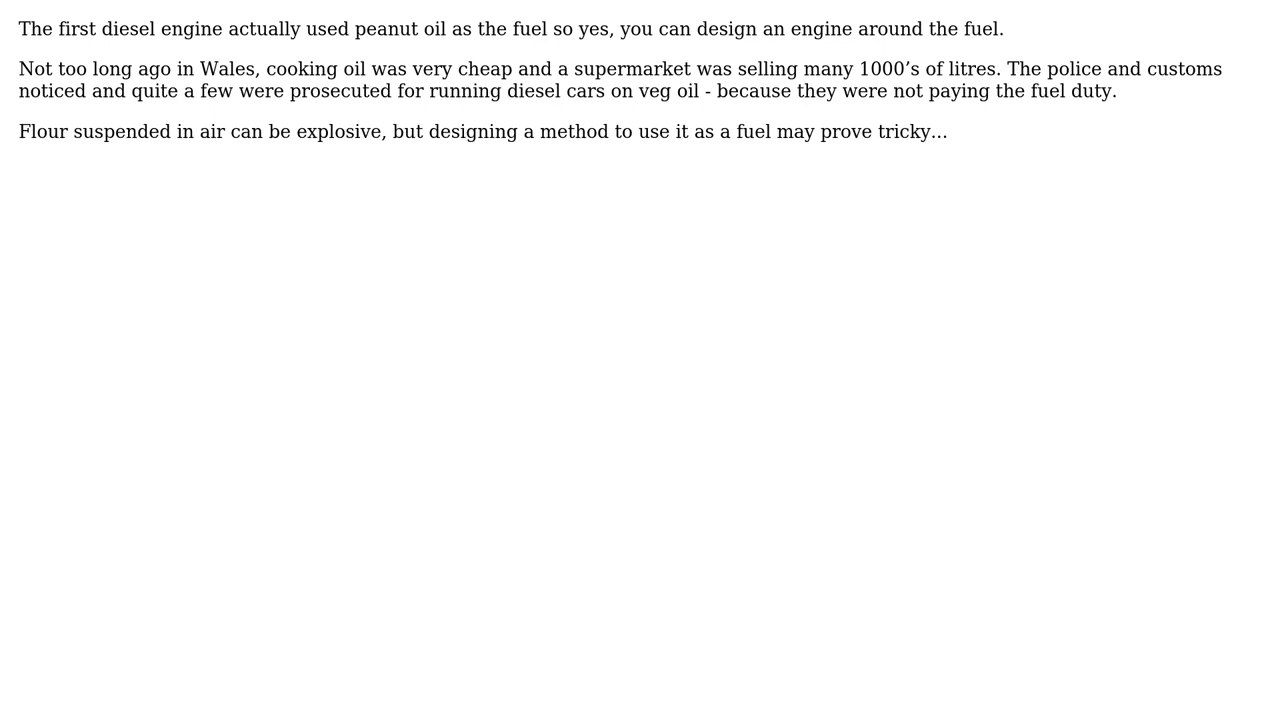 The first diesel engine actually used peanut oil as the fuel so yes, you can design an engine around the fuel.
Not too long ago in Wales, cooking oil was very cheap and a supermarket was selling many 1000’s of litres. The police and customs
noticed and quite a few were prosecuted for running diesel cars on veg oil - because they were not paying the fuel duty.
Flour suspended in air can be explosive, but designing a method to use it as a fuel may prove tricky…